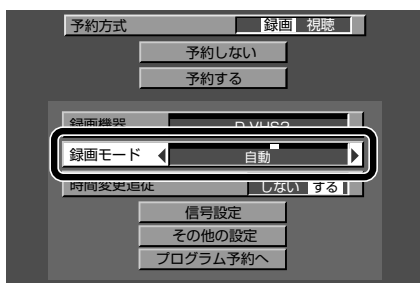 予約方式 録画 視聴
予約しない
予約する
録画機器 D-VHS2
録画モード 自動
時間変更追従 しない する
信号設定
その他の設定
プログラム予約へ